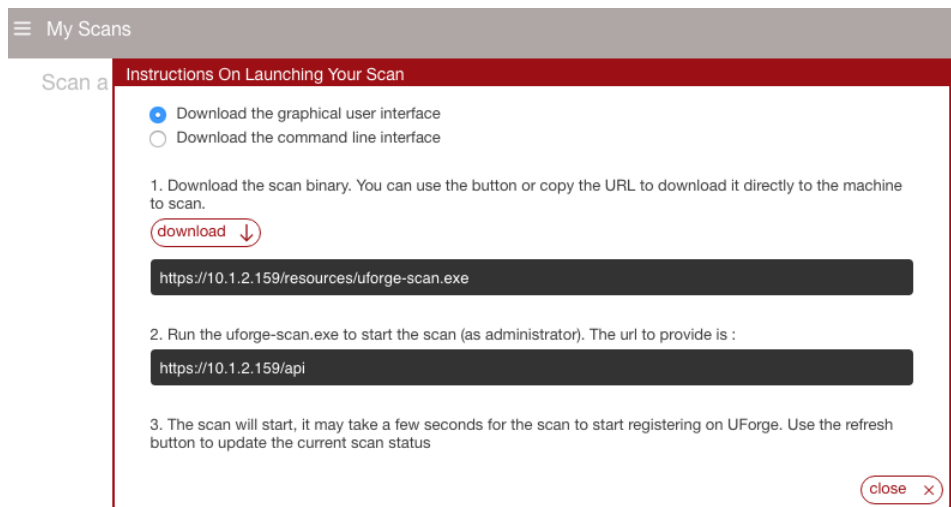 My Scans
Scan a
Instructions On Launching Your Scan
Download the graphical user interface
Download the command line interface
1. Download the scan binary. You can use the button or copy the URL to download it directly to the machine
to scan.
download
https://10.1.2.159/resources/uforge-scan.exe
2. Run the uforge-scan.exe to start the scan (as administrator). The url to provide is :
https://10.1.2.159/api
3. The scan will start, it may take a few seconds for the scan to start registering on UForge. Use the refresh
button to update the current scan status
close